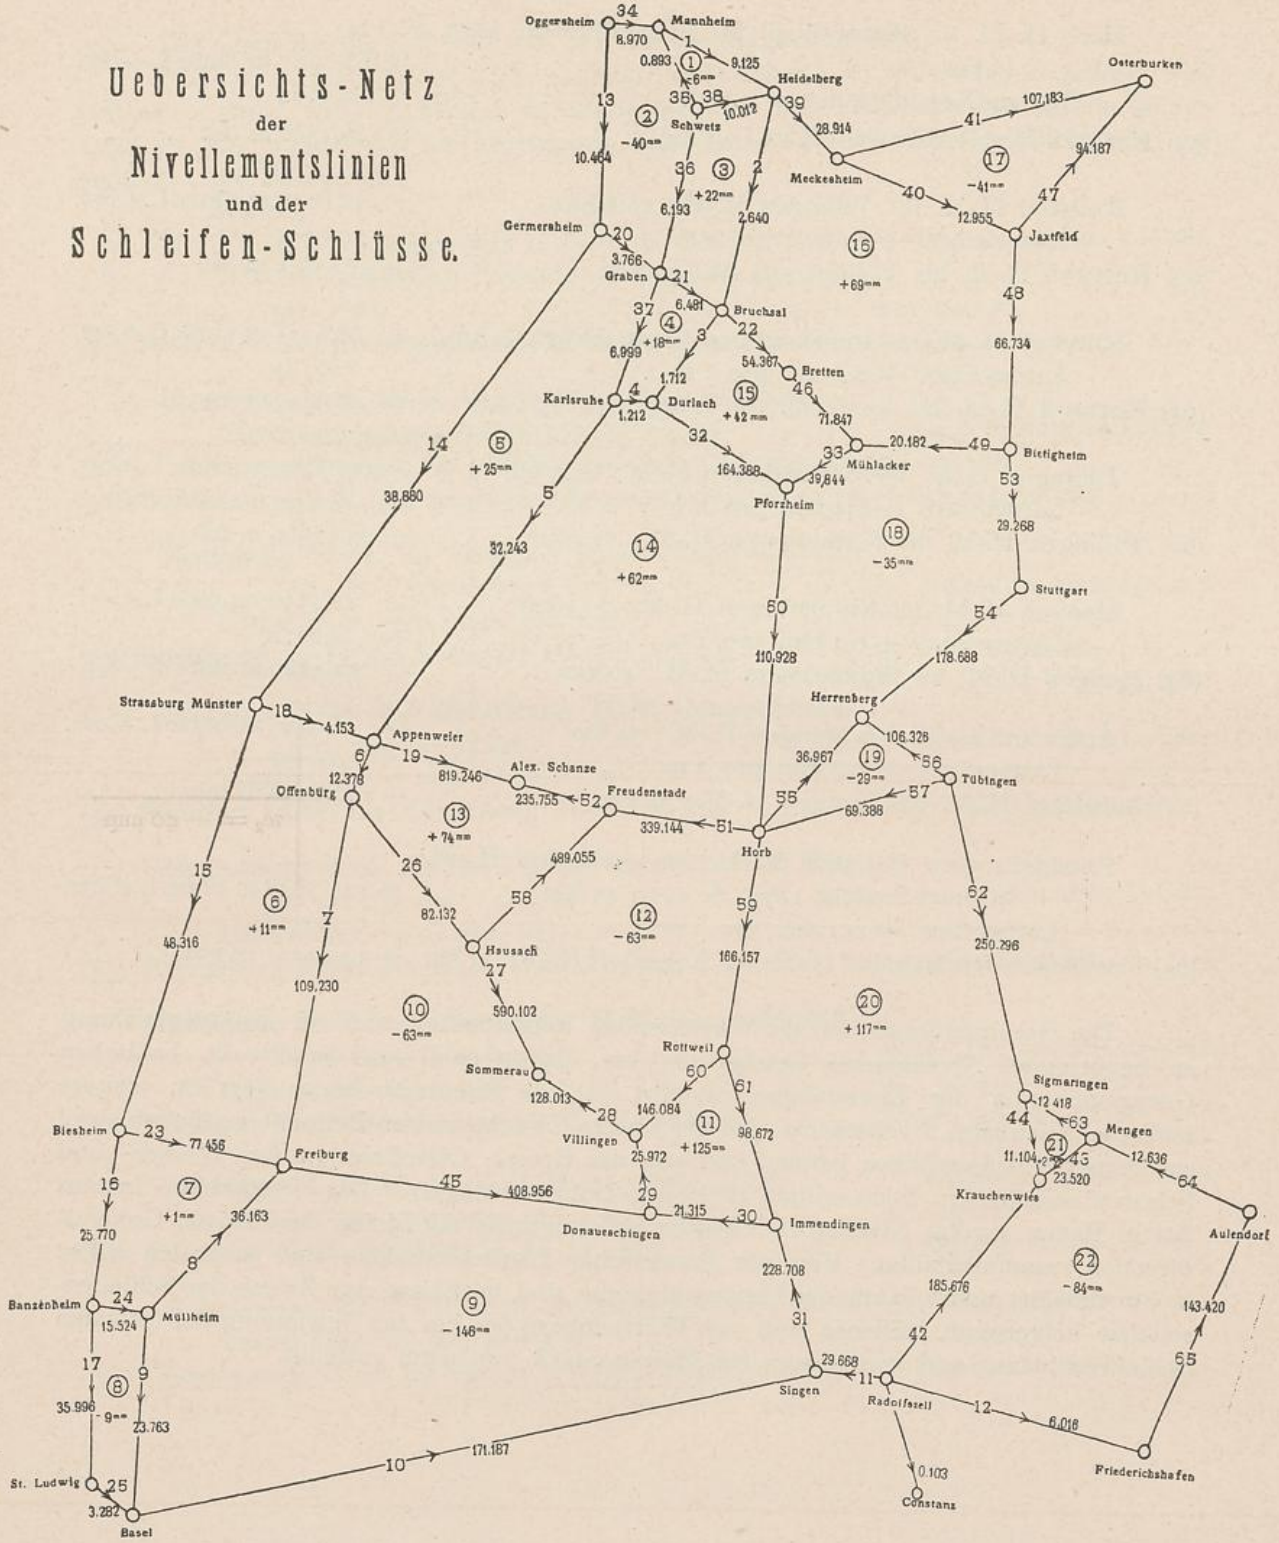 Uebersichts-Netz
der
Nivellementslinien
und der
Schleifen-Schlüsse.
Oggersheim
34
8.970
Mannheim
1
9.125
0.893
①
-6mm
35
38
10.012
Schwetz
Heidelberg
39
28.914
Meckesheim
41
107.183
Osterburken
13
10.464
②
-40mm
36
6.193
③
+22mm
2
2.640
40
12.955
⑰
-41mm
47
94.187
Jaxtfeld
Germersheim
20
3.766
Graben
21
6.481
Bruchsal
⑯
+69mm
48
66.734
37
6.999
④
+18mm
3
1.712
22
54.367
Bretten
46
71.847
Karlsruhe
4
1.212
Durlach
⑮
+42mm
32
164.388
33
39,844
Mühlacker
20.182
49
Bietigheim
Pforzheim
53
29.268
14
38.880
⑤
+25mm
5
32.243
⑭
+62mm
⑱
-35mm
Stuttgart
54
178.688
50
110.928
Herrenberg
Strassburg Münster
18
4.153
Appenweier
6
12.378
19
819.246
Alex. Schanze
235.755
52
Freudenstadt
339.144
51
Horb
55
36.967
⑲
-29mm
106.326
56
Tübingen
57
69.388
Offenburg
⑬
+74mm
15
48.316
⑥
+11mm
7
109.230
26
82.132
Hausach
58
489.055
⑫
-63mm
59
166.157
62
250.296
27
590.102
⑩
-63mm
⑳
+117mm
Sommerau
128.013
28
Villingen
Rottweil
60
146.084
61
98.672
⑪
+125mm
Sigmaringen
12.418
63
Mengen
44
11.104
㉑
43
23.520
Krauchenwies
12.636
64
Aulendorf
Biesheim
23
77.456
Freiburg
45
408.956
25.972
29
Donaueschingen
21.315
30
Immendingen
16
25.770
⑦
+1mm
8
36.163
Banzenheim
24
15.524
Müllheim
⑨
-146mm
228.708
31
185.676
42
㉒
-84mm
143.420
65
17
35.996
⑧
-9mm
9
23.763
29.668
11
Singen
Radolfszell
12
6.016
Friederichshafen
St. Ludwig
25
3.282
Basel
10
171.187
0.103
Constanz